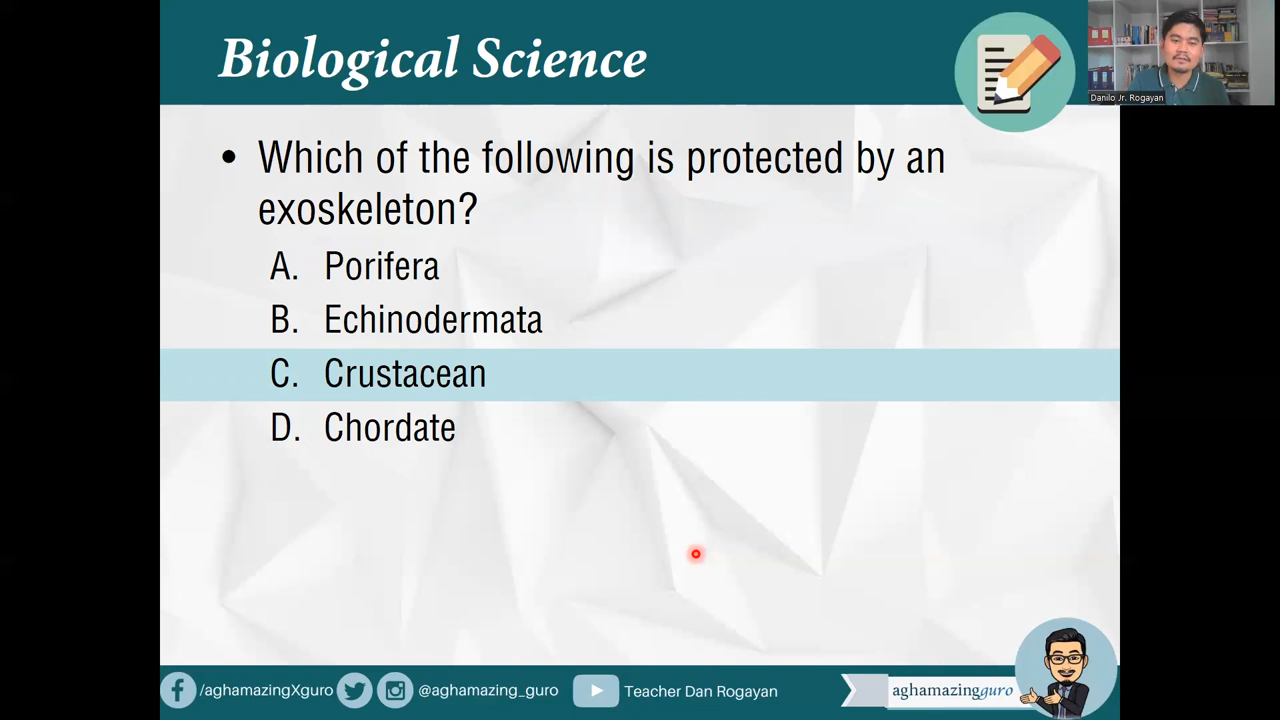 Biological Science
Danilo Jr. Rogayan
• Which of the following is protected by an
exoskeleton?
A. Porifera
B. Echinodermata
C. Crustacean
D. Chordate
/aghamazingXguro
@aghamazing_guro
Teacher Dan Rogayan
aghamazingguro